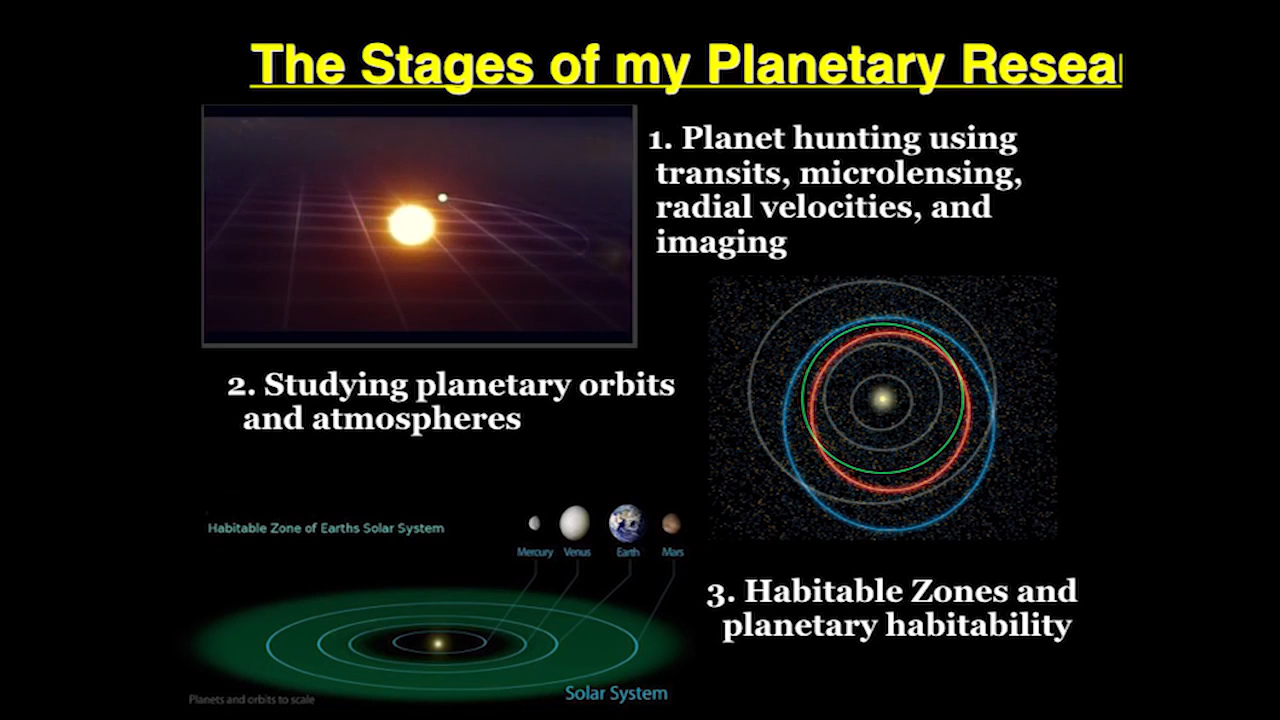 The Stages of my Planetary Resea
1. Planet hunting using
transits, microlensing,
radial velocities, and
imaging
2. Studying planetary orbits
and atmospheres
Habitable Zone of Earths Solar System
Mercury Venus Earth Mars
3. Habitable Zones and
planetary habitability
Solar System
Planets and orbits to scale